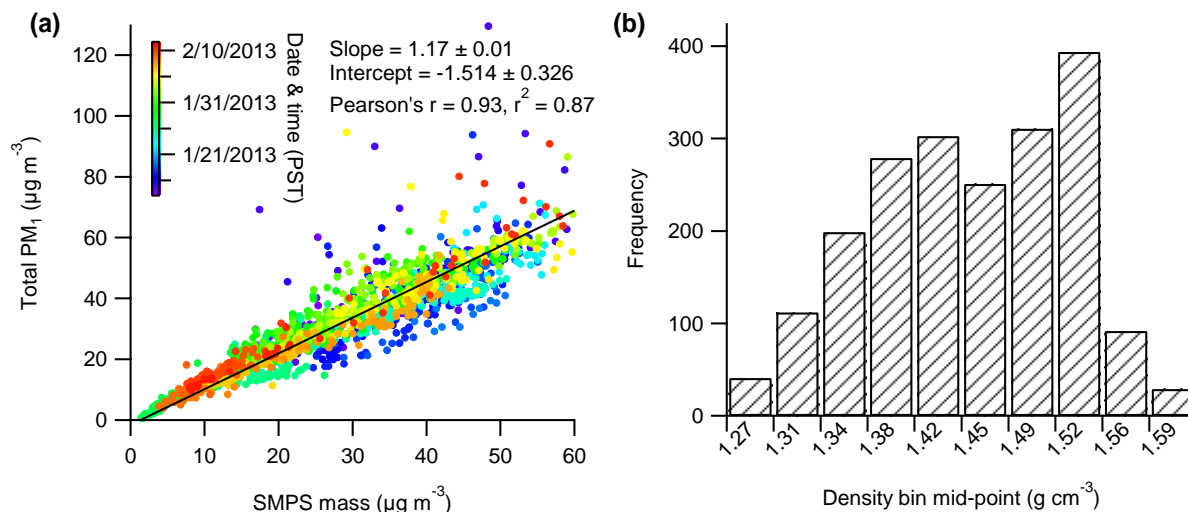 (a)
120
100
80
60
40
20
0
Total PM1 (µg m-3)
2/10/2013
1/31/2013
1/21/2013
Date & time (PST)
Slope = 1.17 ± 0.01
Intercept = -1.514 ± 0.326
Pearson's r = 0.93, r2 = 0.87
0 10 20 30 40 50 60
SMPS mass (µg m-3)
(b)
400
300
200
100
0
Frequency
1.27 1.31 1.34 1.38 1.42 1.45 1.49 1.52 1.56 1.59
Density bin mid-point (g cm-3)